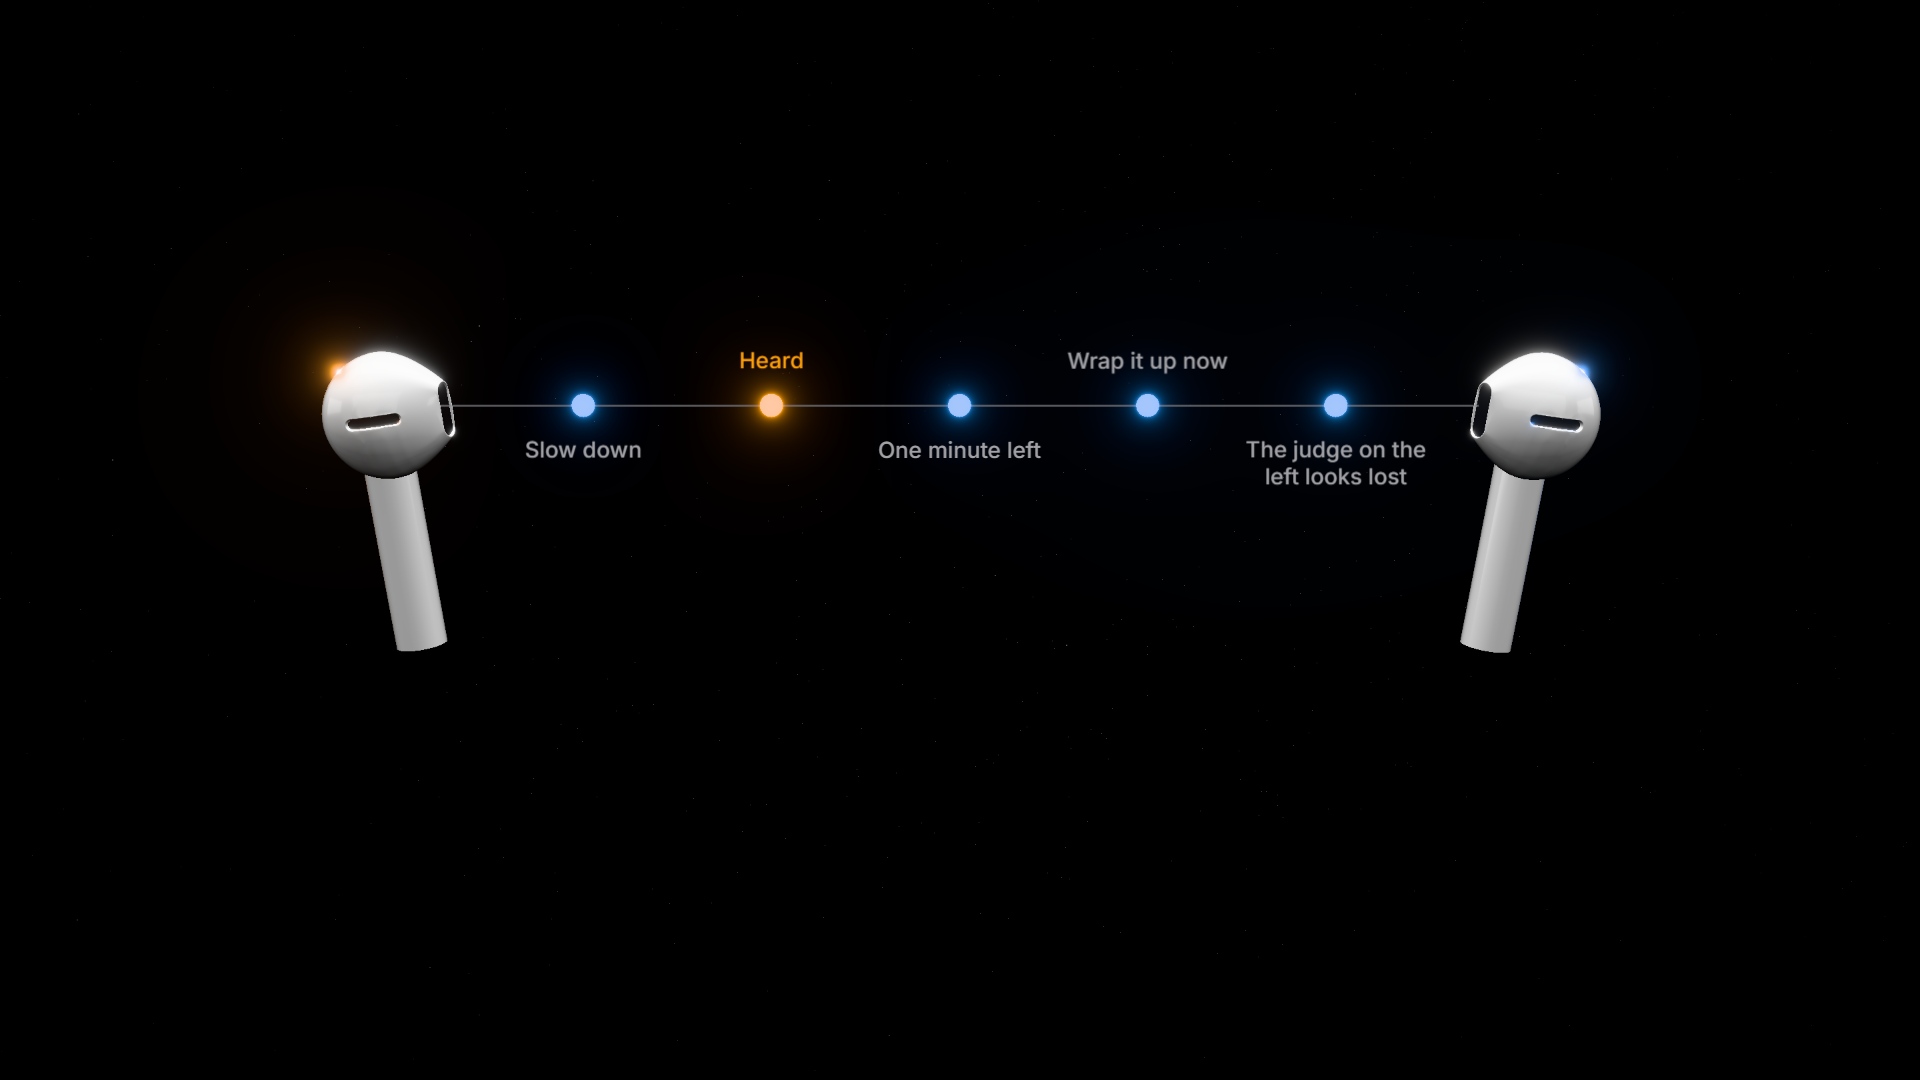 Slow down
Heard
One minute left
Wrap it up now
The judge on the
left looks lost